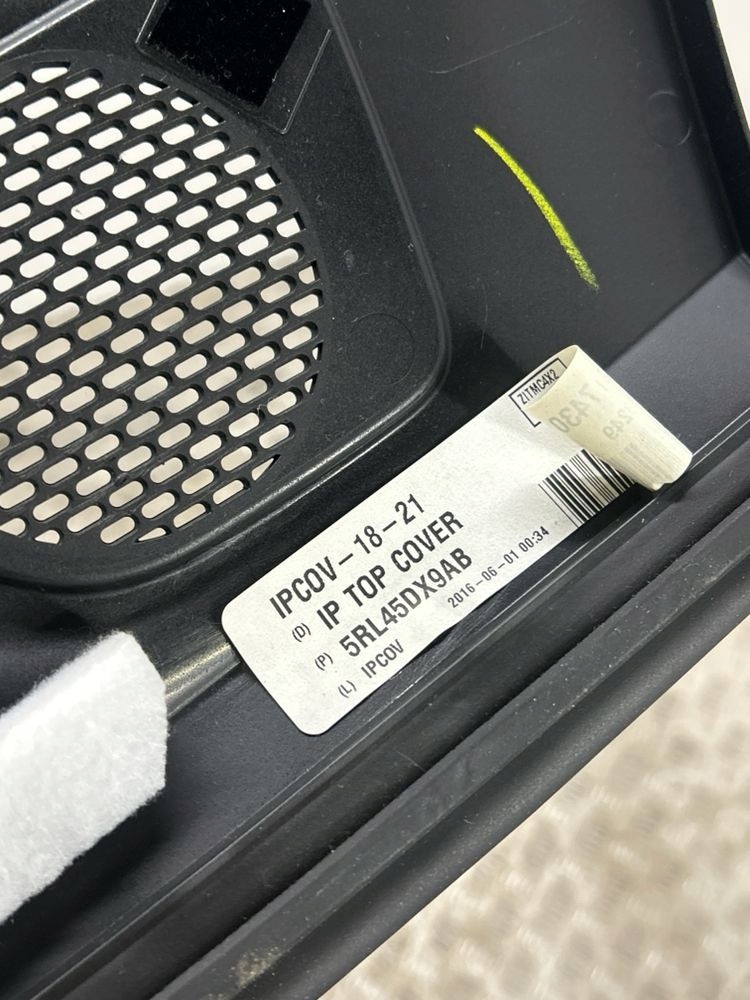 ZITMC4X2
IPCOV-18-21
(D) IP TOP COVER
(P) 5RL45DX9AB
(L) IPCOV 2016-06-01 00:34